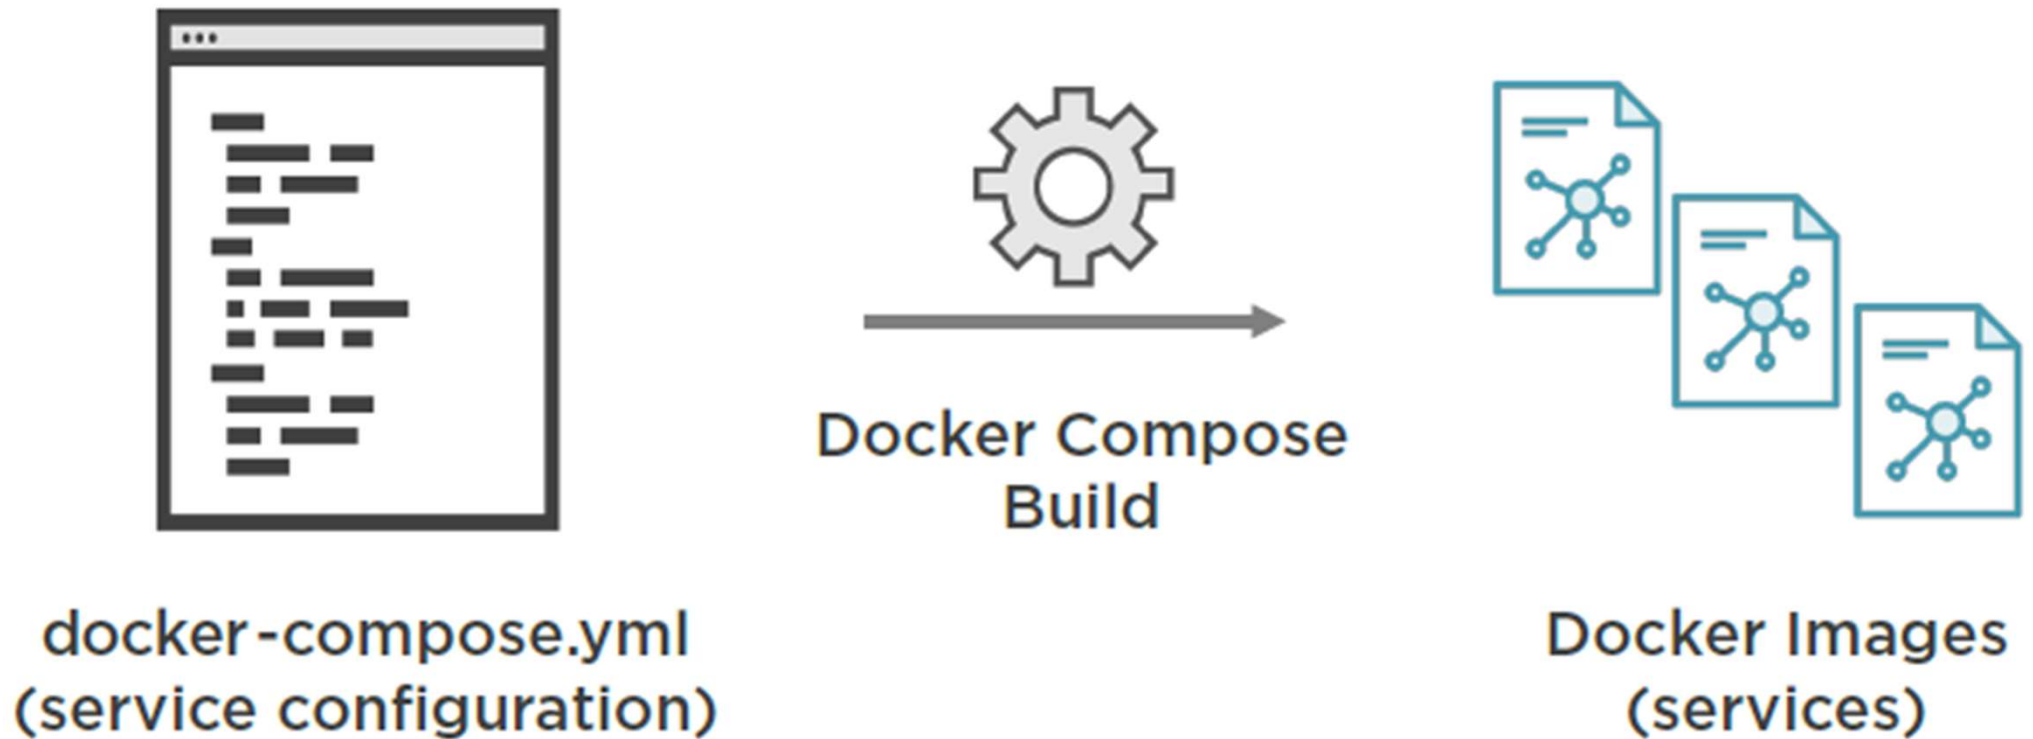 Docker Compose
Build
docker-compose.yml
(service configuration)
Docker Images
(services)